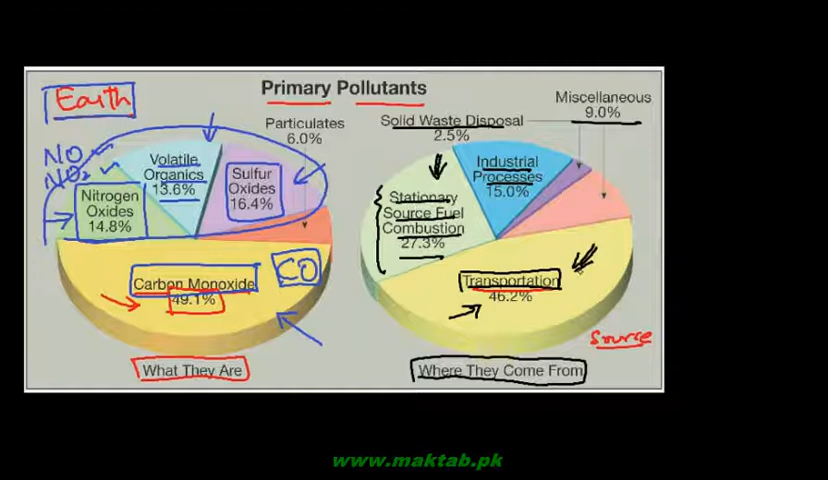 Primary Pollutants
Earth
NO
NO₂
Particulates
6.0%
Volatile
Organics
13.6%
Sulfur
Oxides
16.4%
Nitrogen
Oxides
14.8%
Carbon Monoxide
49.1%
CO
What They Are
Solid Waste Disposal
2.5%
Miscellaneous
9.0%
Industrial
Processes
15.0%
Stationary
Source Fuel
Combustion
27.3%
Transportation
46.2%
Source
Where They Come From
www.maktab.pk